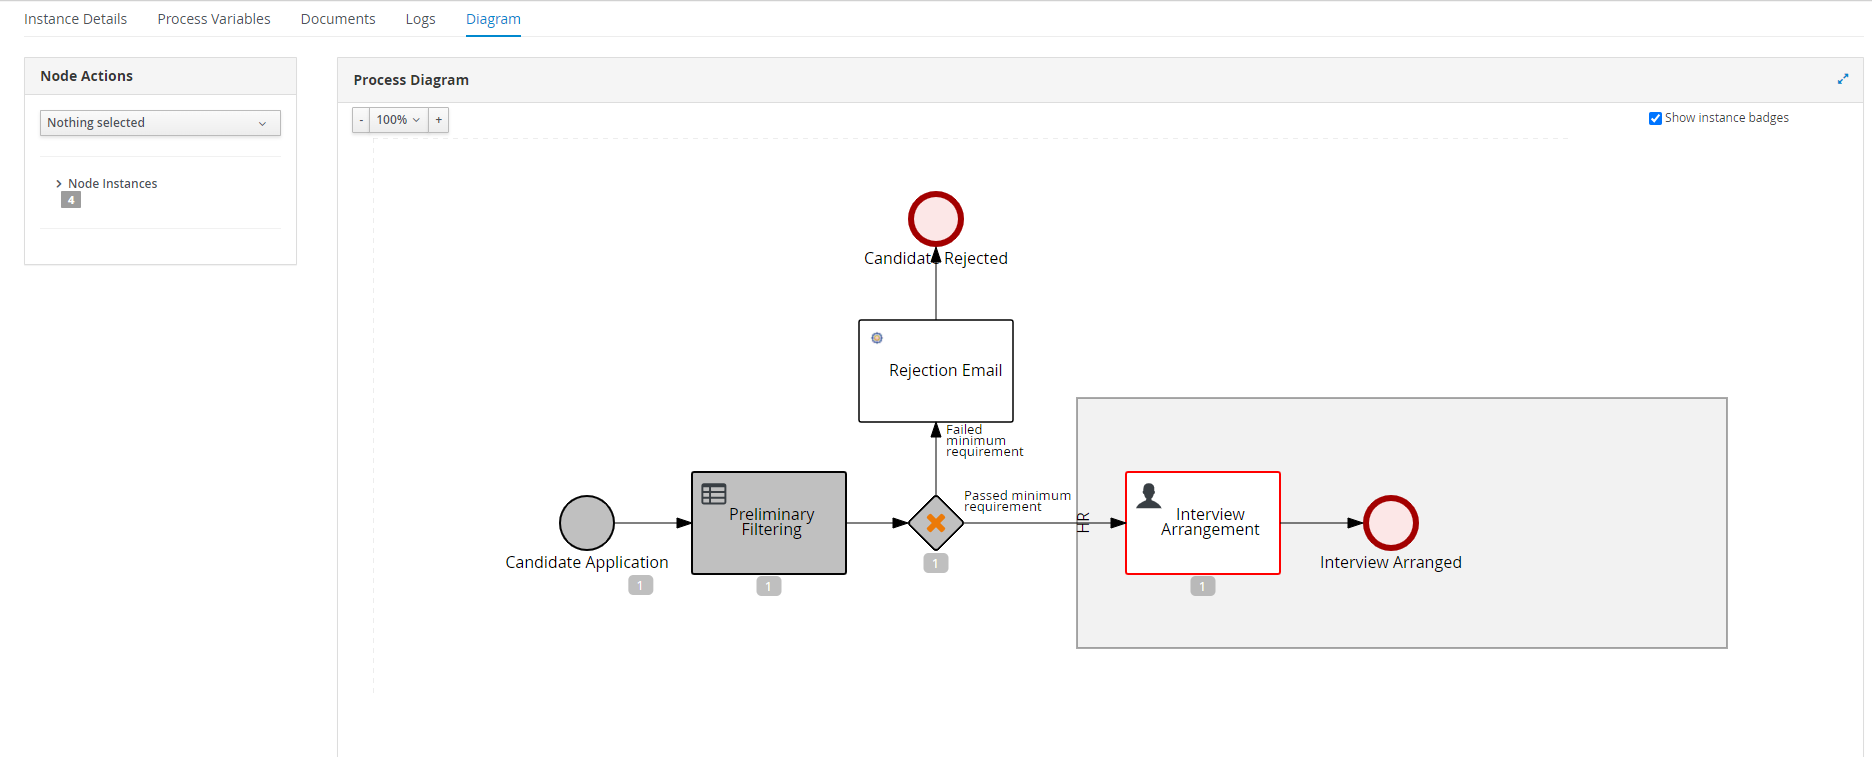 Instance Details
Process Variables
Documents
Logs
Diagram
Node Actions
Nothing selected
Node Instances
4
Process Diagram
-
100%
+
Show instance badges
Candidate Rejected
Rejection Email
Failed
minimum
requirement
Passed minimum
requirement
HR
Preliminary
Filtering
Interview
Arrangement
Candidate Application
Interview Arranged
1
1
1
1